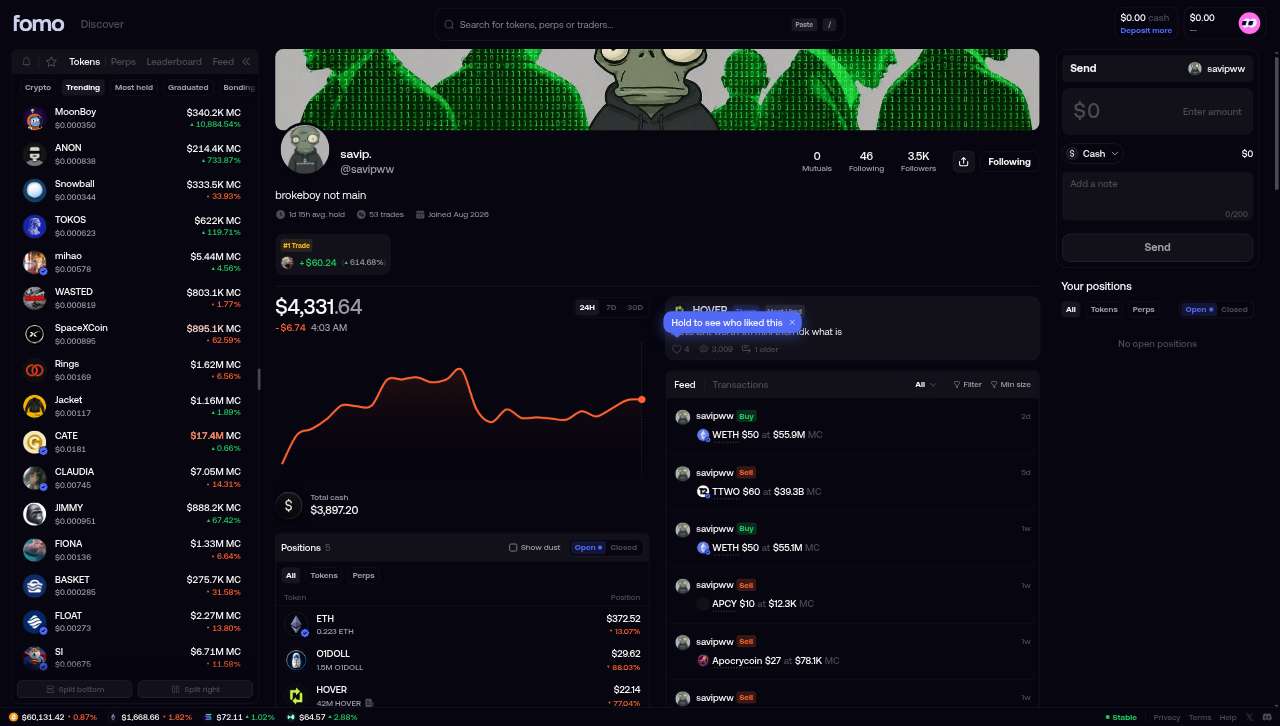 fomo Discover
Search for tokens, perps or traders... Paste /
$0.00 cash
Deposit more
$0.00
—
Tokens Perps Leaderboard Feed
Crypto Trending Most held Graduated Bonding
MoonBoy $340.2K MC
$0.000350 10,864.54%
ANON $214.4K MC
$0.000838 733.87%
Snowball $333.5K MC
$0.000344 33.93%
TOKOS $622K MC
$0.000623 119.71%
mihao $5.44M MC
$0.00578 4.56%
WASTED $803.1K MC
$0.000819 1.77%
SpaceXCoin $895.1K MC
$0.000895 62.59%
Rings $1.62M MC
$0.00169 6.56%
Jacket $1.16M MC
$0.00117 1.89%
CATE $17.4M MC
$0.0181 0.66%
CLAUDIA $7.05M MC
$0.00745 14.31%
JIMMY $888.2K MC
$0.000951 67.42%
FIONA $1.33M MC
$0.00136 6.64%
BASKET $275.7K MC
$0.000285 31.58%
FLOAT $2.27M MC
$0.00273 13.80%
SI $6.71M MC
$0.00675 11.58%
Split bottom Split right
savip.
@savipww
0 Mutuals
46 Following
3.5K Followers
Following
brokeboy not main
1d 15h avg. hold 53 trades Joined Aug 2026
#1 Trade
+$60.24 614.68%
$4,331.64 24H 7D 30D
-$6.74 4:03 AM
Total cash
$3,897.20
Positions 5 Show dust Open Closed
All Tokens Perps
Token Position
ETH $372.52
0.223 ETH 13.07%
O1DOLL $29.62
1.5M O1DOLL 88.03%
HOVER $22.14
42M HOVER 77.04%
HOVER
Hold to see who liked this ×
idk what is
4 3,009 1 older
Feed Transactions All Filter Min size
savipww Buy 2d
WETH $50 at $55.9M MC
savipww Sell 5d
TTWO $60 at $39.3B MC
savipww Buy 1w
WETH $50 at $55.1M MC
savipww Sell 1w
APCY $10 at $12.3K MC
savipww Sell 1w
Apocrycoin $27 at $78.1K MC
savipww Sell 1w
Send savipww
$0 Enter amount
$ Cash $0
Add a note
0/200
Send
Your positions
All Tokens Perps Open Closed
No open positions
$60,131.42 0.87% $1,668.66 1.82% $72.11 1.02% $64.57 2.88%
Stable Privacy Terms Help